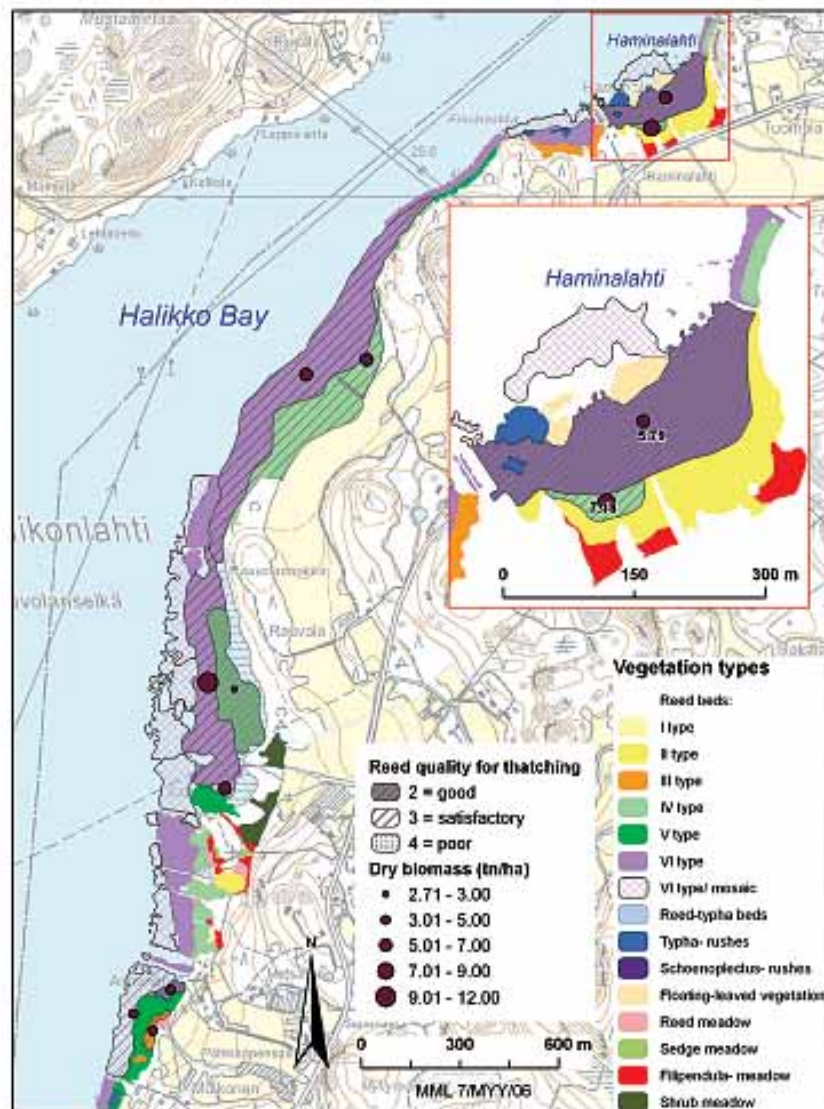 Haminalahti
Tuomola
Haminlahti
Halikko Bay
Haminalahti
5.79
7.48
0 150 300 m
Raavola
Vegetation types
Reed beds:
I type
II type
III type
IV type
V type
VI type
VI type/ mosaic
Reed-typha beds
Typha- rushes
Schoenoplectus- rushes
Floating-leaved vegetation
Reed meadow
Sedge meadow
Filipendula- meadow
Shrub meadow
Reed quality for thatching
2 = good
3 = satisfactory
4 = poor
Dry biomass (tn/ha)
2.71 - 3.00
3.01 - 5.00
5.01 - 7.00
7.01 - 9.00
9.01 - 12.00
N
0 300 600 m
MML 7/MYY/06